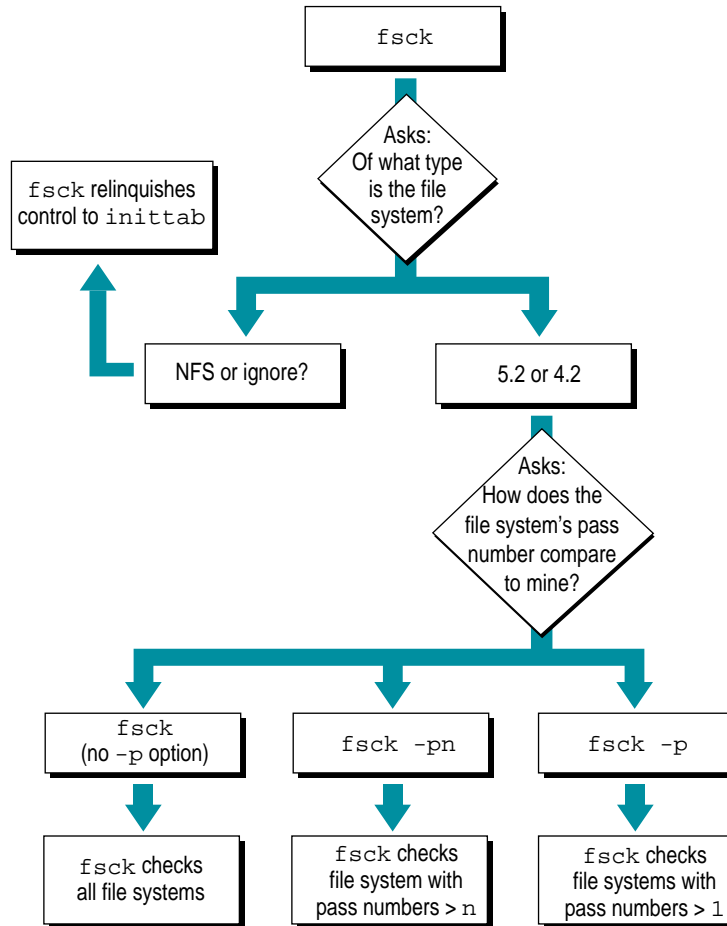 fsck
Asks:
Of what type
is the file
system?
fsck relinquishes
control to inittab
NFS or ignore?
5.2 or 4.2
Asks:
How does the
file system’s pass
number compare
to mine?
fsck
(no -p option)
fsck -pn
fsck -p
fsck checks
all file systems
fsck checks
file system with
pass numbers > n
fsck checks
file systems with
pass numbers > 1